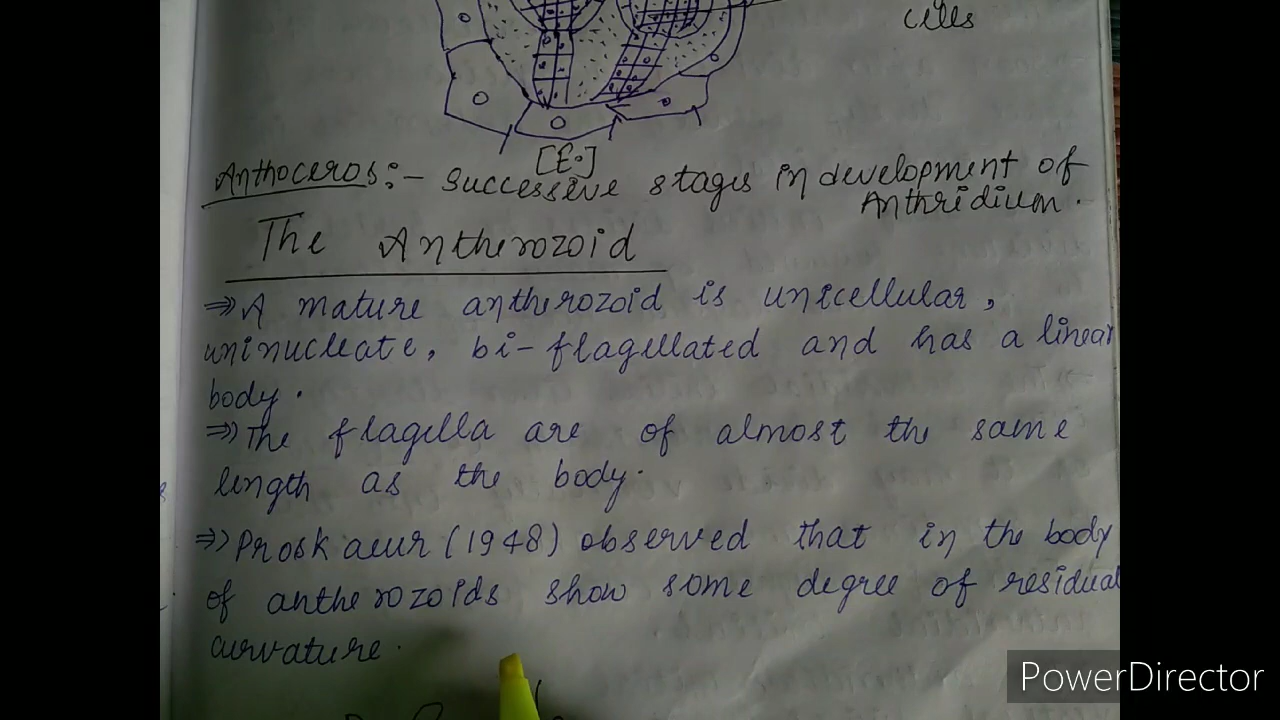 cells
[E.]
Anthoceros:- Successive stages in development of
Anthridium.
The Antherozoid
⇒ A mature antherozoid is unicellular,
uninucleate, bi-flagellated and has a linear
body.
⇒ The flagella are of almost the same
length as the body.
⇒ Proskaeur (1948) observed that in the body
of antherozoids show some degree of residual
curvature.
PowerDirector